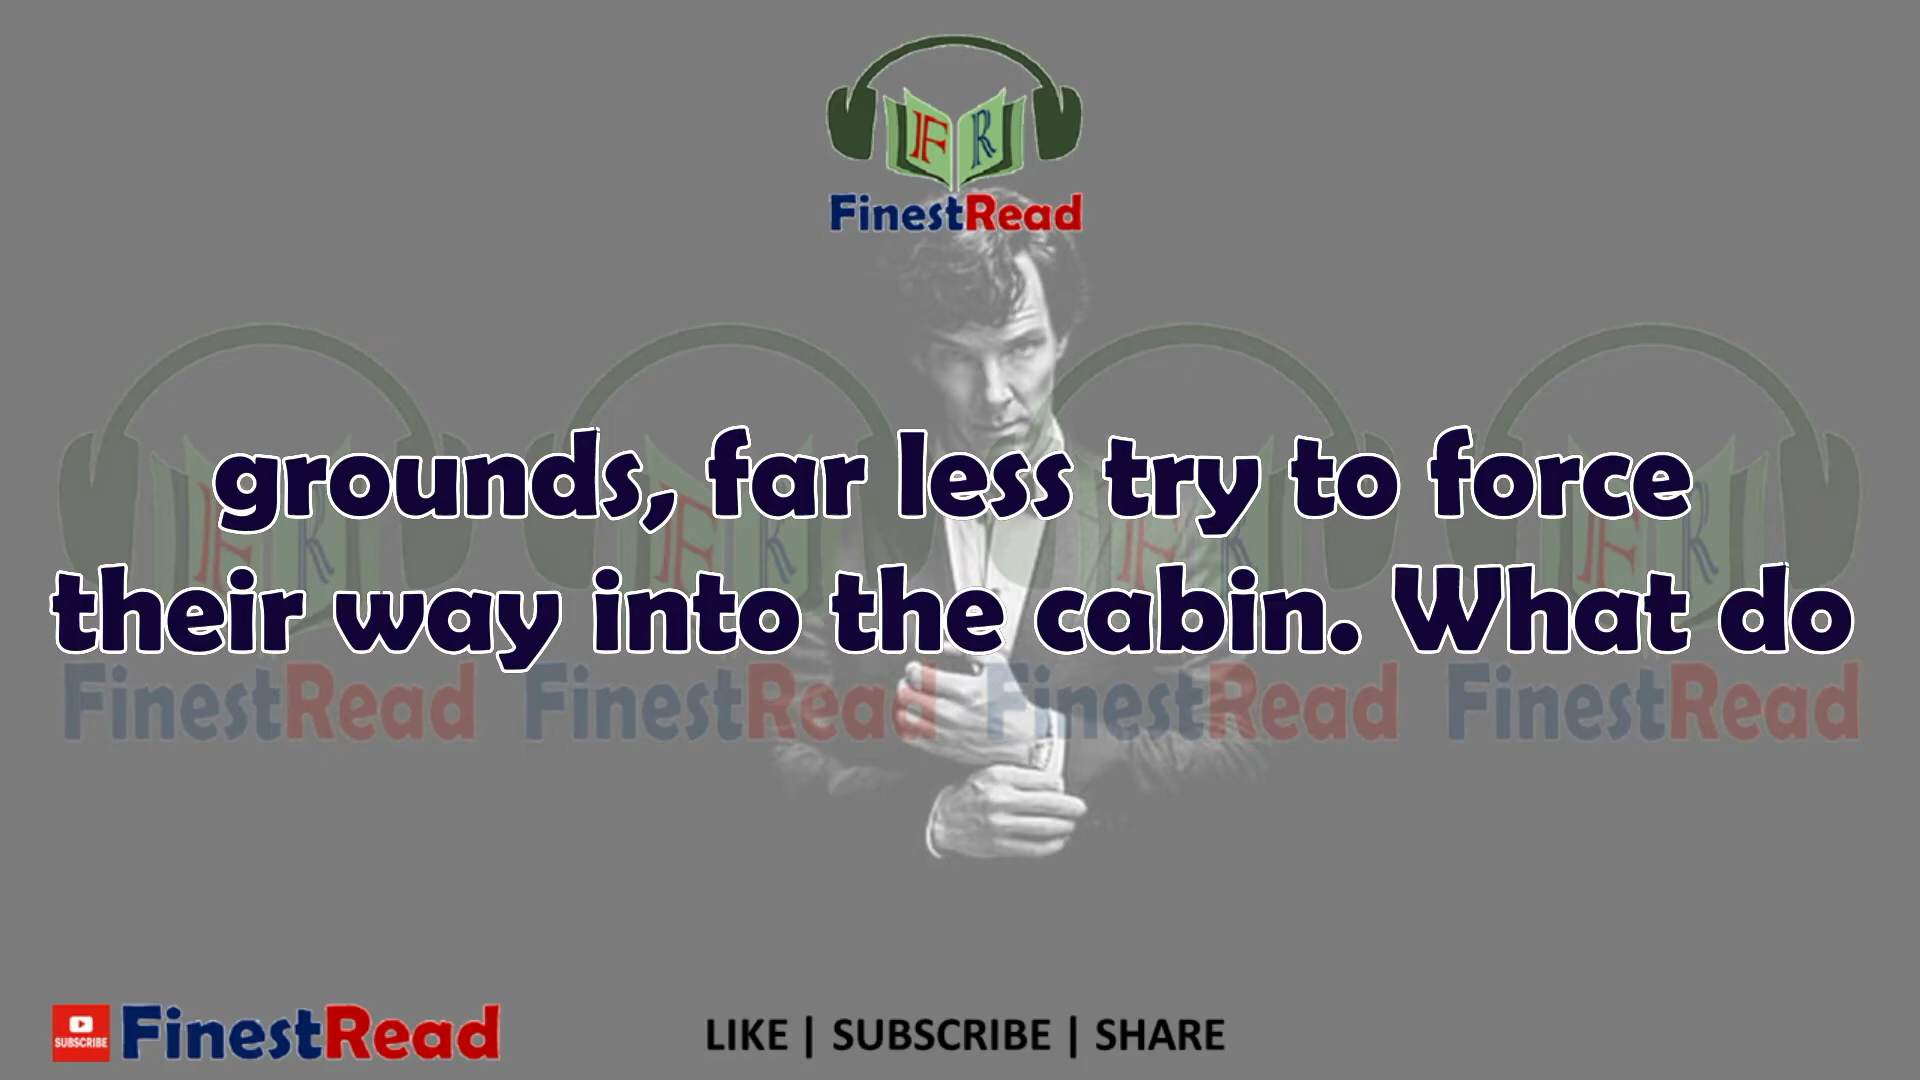 F R
FinestRead
grounds, far less try to force
their way into the cabin. What do
F R F R F R F R
FinestRead FinestRead FinestRead FinestRead
SUBSCRIBE FinestRead LIKE | SUBSCRIBE | SHARE